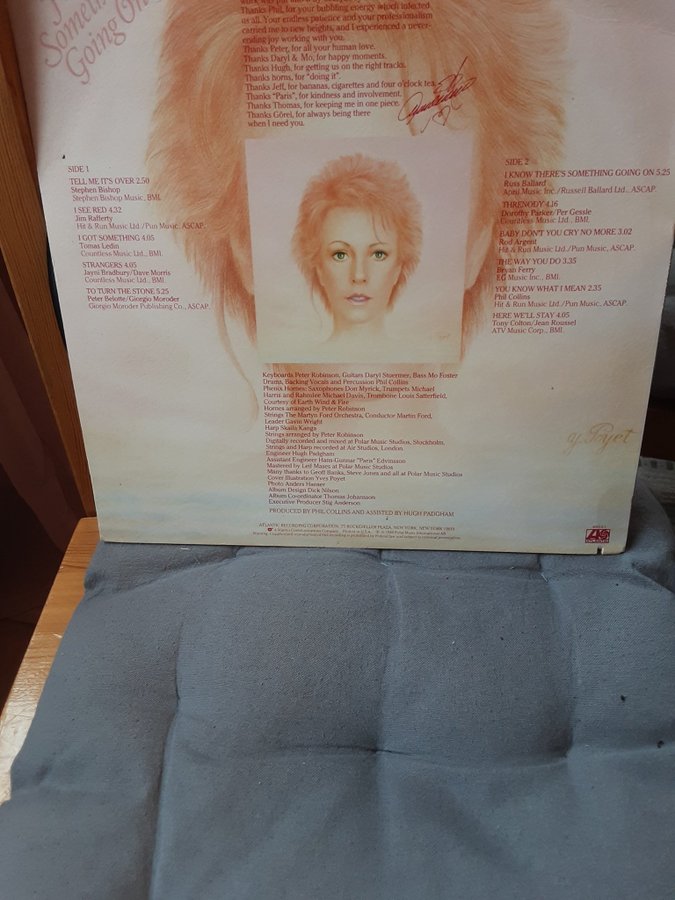 Something
Going On
us all. Your endless patience and your professionalism
carried me to new heights, and I experienced a never-
ending joy working with you.
Thanks Phil, for your bubbling energy which infected
Thanks Peter, for all your human love.
Thanks Daryl & Mo, for happy moments.
Thanks Hugh, for getting us on the right tracks.
Thanks horns, for "doing it".
Thanks Jeff, for bananas, cigarettes and four o'clock tea.
Thanks "Paris", for kindness and involvement.
Thanks Thomas, for keeping me in one piece.
Thanks Görel, for always being there
when I need you.
SIDE 1
TELL ME IT'S OVER 2.50
Stephen Bishop
Stephen Bishop Music, BMI.
I SEE RED 4.32
Jim Rafferty
Hit & Run Music Ltd./Pun Music, ASCAP.
I GOT SOMETHING 4.05
Tomas Ledin
Countless Music Ltd., BMI.
STRANGERS 4.05
Jayni Bradbury/Dave Morris
Countless Music Ltd., BMI.
TO TURN THE STONE 5.25
Peter Belotte/Giorgio Moroder
Giorgio Moroder Publishing Co., ASCAP.
SIDE 2
I KNOW THERE'S SOMETHING GOING ON 5.25
Russ Ballard
April Music Inc./Russell Ballard Ltd., ASCAP.
THRENODY 4.16
Dorothy Parker/Per Gessle
Countless Music Ltd., BMI.
BABY DON'T YOU CRY NO MORE 3.02
Rod Argent
Hit & Run Music Ltd./Pun Music, ASCAP.
THE WAY YOU DO 3.35
Bryan Ferry
E.G Music Inc., BMI.
YOU KNOW WHAT I MEAN 2.35
Phil Collins
Hit & Run Music Ltd./Pun Music, ASCAP.
HERE WE'LL STAY 4.05
Tony Colton/Jean Roussel
ATV Music Corp., BMI.
Keyboards Peter Robinson, Guitars Daryl Stuermer, Bass Mo Foster
Drums, Backing Vocals and Percussion Phil Collins
Phenix Hornes: Saxophones Don Myrick, Trumpets Michael
Harris and Rahmlee Michael Davis, Trombone Louis Satterfield,
Courtesy of Earth Wind & Fire
Hornes arranged by Peter Robinson
Strings The Martyn Ford Orchestra, Conductor Martin Ford,
Leader Gavin Wright
Harp Skaila Kanga
Strings arranged by Peter Robinson
Digitally recorded and mixed at Polar Music Studios, Stockholm.
Strings and Harp recorded at Air Studios, London.
Engineer Hugh Padgham
Assistant Engineer Hans-Gunnar "Paris" Edvinsson
Mastered by Leif Mases at Polar Music Studios
Many thanks to Geoff Banks, Steve Jones and all at Polar Music Studios
Cover Illustration Yves Poyet
Photo Anders Hanser
Album Design Dick Nilson
Album Co-ordinator Thomas Johansson
Executive Producer Stig Anderson
PRODUCED BY PHIL COLLINS AND ASSISTED BY HUGH PADGHAM
y. Poyet
ATLANTIC RECORDING CORPORATION, 75 ROCKEFELLER PLAZA, NEW YORK, NEW YORK 10019.